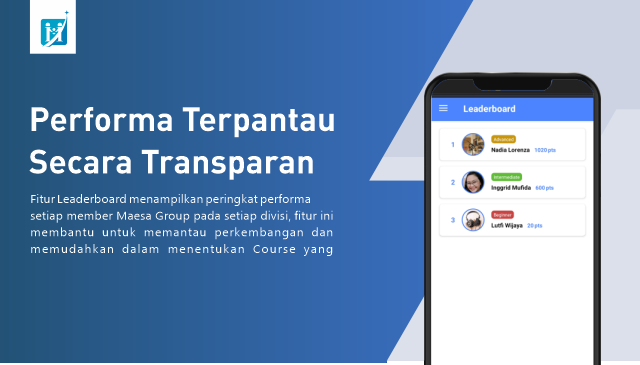 Performa Terpantau
Secara Transparan
Fitur Leaderboard menampilkan peringkat performa
setiap member Maesa Group pada setiap divisi, fitur ini
membantu untuk memantau perkembangan dan
memudahkan dalam menentukan Course yang
Leaderboard
1
Advanced
Nadia Lorenza 1020 pts
2
Intermediate
Inggrid Mufida 600 pts
3
Beginner
Lutfi Wijaya 20 pts